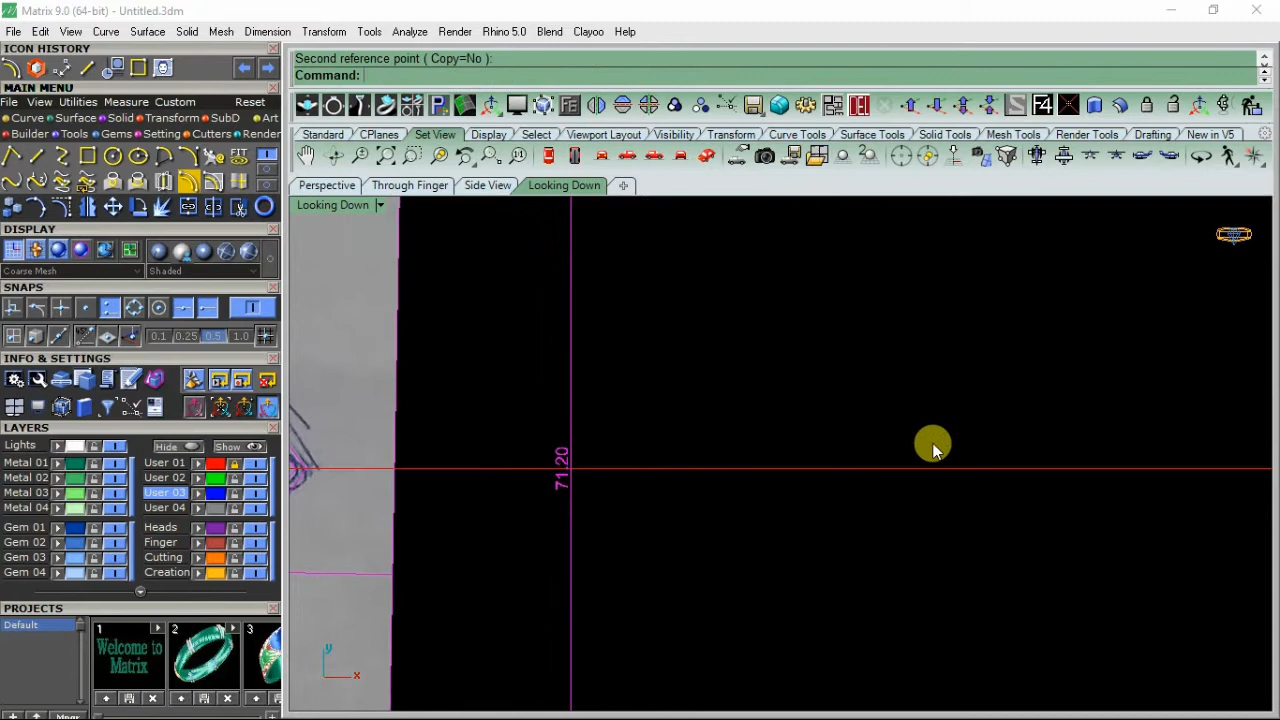 Matrix 9.0 (64-bit) - Untitled.3dm
File Edit View Curve Surface Solid Mesh Dimension Transform Tools Analyze Render Rhino 5.0 Blend Clayoo Help
ICON HISTORY
MAIN MENU
File View Utilities Measure Custom Reset
Curve Surface Solid Transform SubD Art
Builder Tools Gems Setting Cutters Render
FIT
DISPLAY
Coarse Mesh Shaded
SNAPS
0.1 0.25 0.5 1.0
INFO & SETTINGS
LAYERS
Lights Hide Show
Metal 01 User 01
Metal 02 User 02
Metal 03 User 03
Metal 04 User 04
Gem 01 Heads
Gem 02 Finger
Gem 03 Cutting
Gem 04 Creation
PROJECTS
Default
1 2 3
Welcome to
Matrix
Second reference point ( Copy=No ):
Command:
F4
Standard CPlanes Set View Display Select Viewport Layout Visibility Transform Curve Tools Surface Tools Solid Tools Mesh Tools Render Tools Drafting New in V5
Perspective Through Finger Side View Looking Down
Looking Down
71.20
y
x